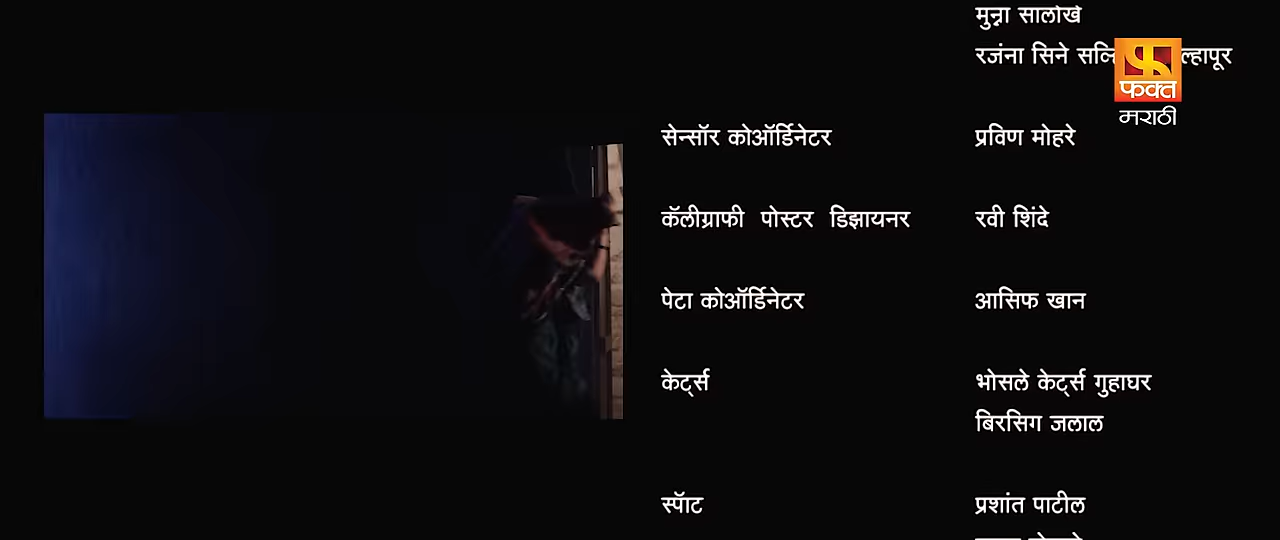 मुन्ना सालोखे
रजंना सिने
फक्त
मराठी
सेन्सॉर कोऑर्डिनेटर प्रविण मोहरे
कॅलीग्राफी पोस्टर डिझायनर रवी शिंदे
पेटा कोऑर्डिनेटर आसिफ खान
केटर्स भोसले केटर्स गुहाघर
बिरसिग जलाल
स्पॅाट प्रशांत पाटील